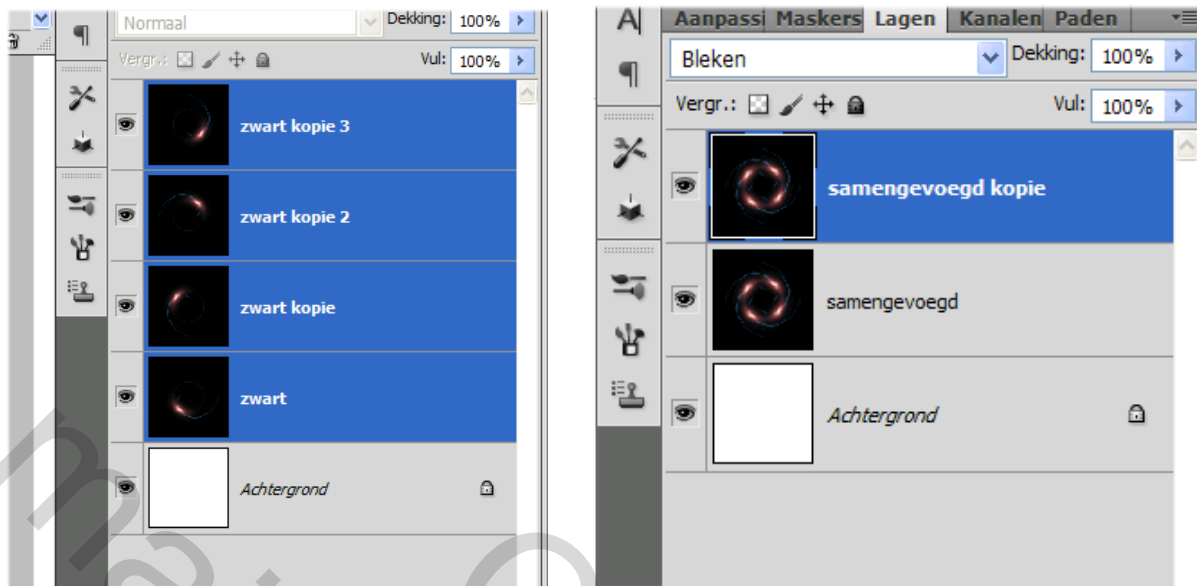 Normaal Dekking: 100%
Vergr.: Vul: 100%
zwart kopie 3
zwart kopie 2
zwart kopie
zwart
Achtergrond
A Aanpassi Maskers Lagen Kanalen Paden
Bleken Dekking: 100%
Vergr.: Vul: 100%
samengevoegd kopie
samengevoegd
Achtergrond